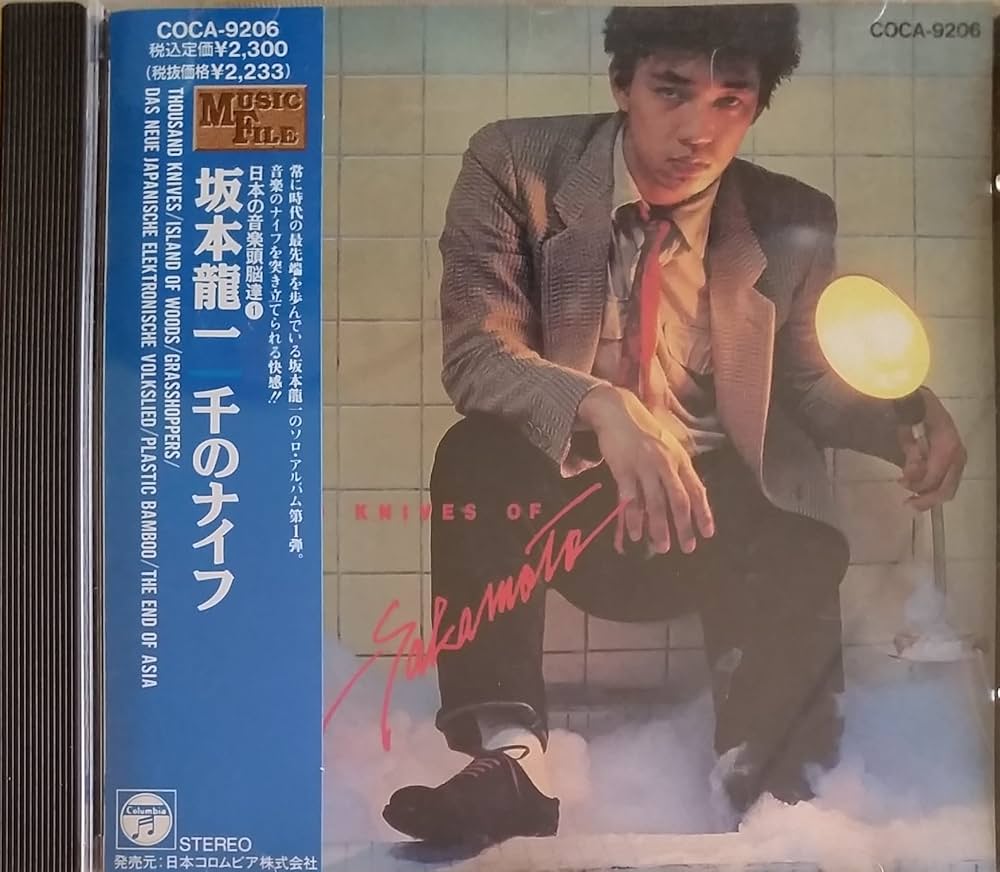 COCA-9206
税込定価¥2,300
(税抜価格¥2,233)
MUSIC
FILE
常に時代の最先端を歩んでいる坂本龍一のソロ・アルバム第1弾。
音楽のナイフを突き立てられる快感!!
日本の音楽頭脳達❶
坂本龍一 千のナイフ
THOUSAND KNIVES/ISLAND OF WOODS/GRASSHOPPERS/
DAS NEUE JAPANISCHE ELEKTRONISCHE VOLKSLIED/PLASTIC BAMBOO/THE END OF ASIA
Columbia
STEREO
発売元:日本コロムビア株式会社
COCA-9206
KNIVES OF
Sakamoto